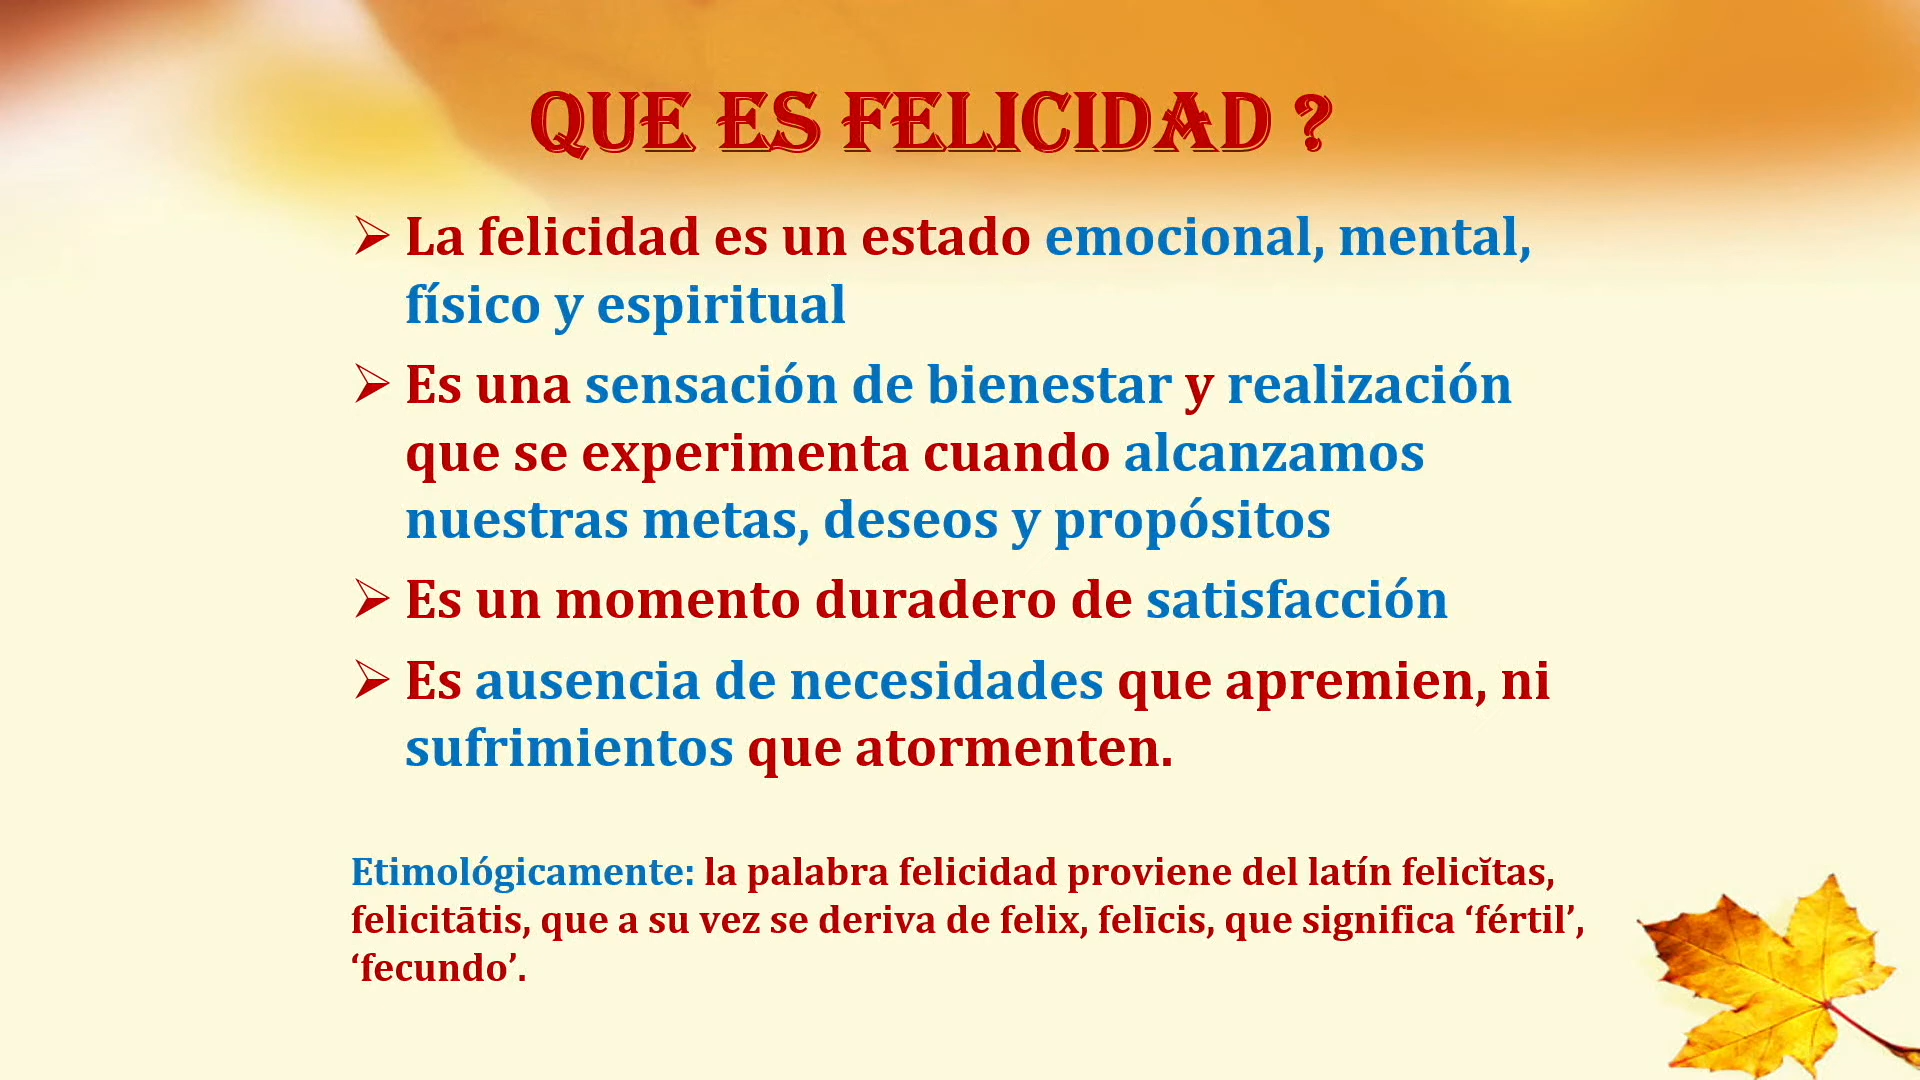 QUE ES FELICIDAD ?
➢ La felicidad es un estado emocional, mental,
físico y espiritual
➢ Es una sensación de bienestar y realización
que se experimenta cuando alcanzamos
nuestras metas, deseos y propósitos
➢ Es un momento duradero de satisfacción
➢ Es ausencia de necesidades que apremien, ni
sufrimientos que atormenten.
Etimológicamente: la palabra felicidad proviene del latín felicĭtas,
felicitātis, que a su vez se deriva de felix, felīcis, que significa ‘fértil’,
‘fecundo’.